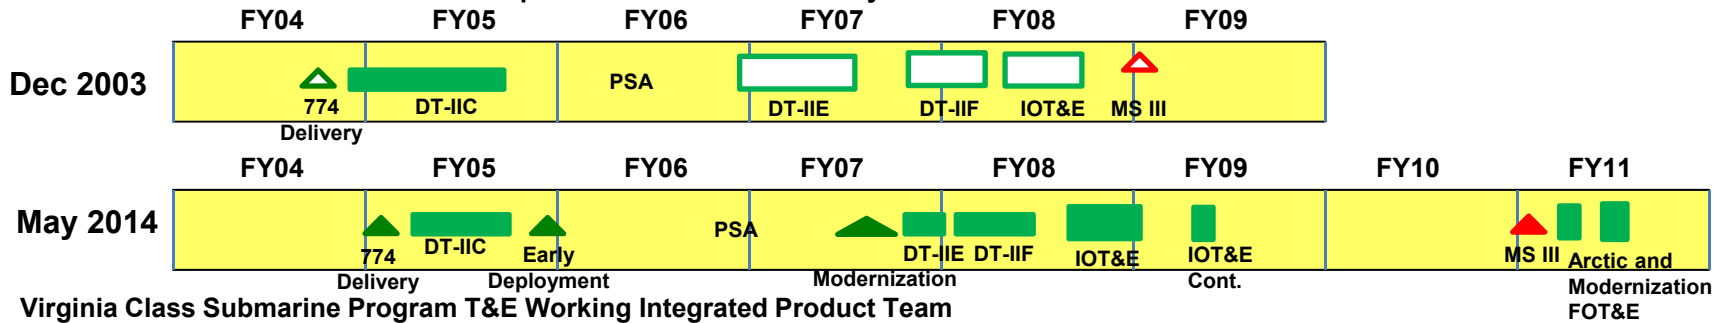 FY04 FY05 FY06 FY07 FY08 FY09
Dec 2003
PSA
774 DT-IIC DT-IIE DT-IIF IOT&E MS III
Delivery
FY04 FY05 FY06 FY07 FY08 FY09 FY10 FY11
May 2014
PSA
774 DT-IIC Early DT-IIE DT-IIF IOT&E IOT&E MS III Arctic and
Delivery Deployment Modernization Cont. Modernization
FOT&E
Virginia Class Submarine Program T&E Working Integrated Product Team